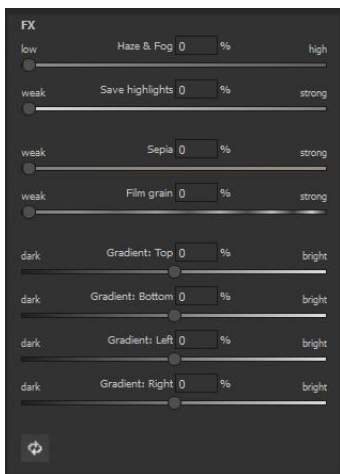 FX
low Haze & Fog 0 % high
weak Save highlights 0 % strong
weak Sepia 0 % strong
weak Film grain 0 % strong
dark Gradient: Top 0 % bright
dark Gradient: Bottom 0 % bright
dark Gradient: Left 0 % bright
dark Gradient: Right 0 % bright